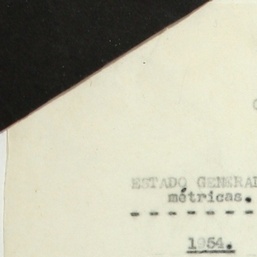 ESTADO GENERAL
métricas.
- - - - - - -
1954.